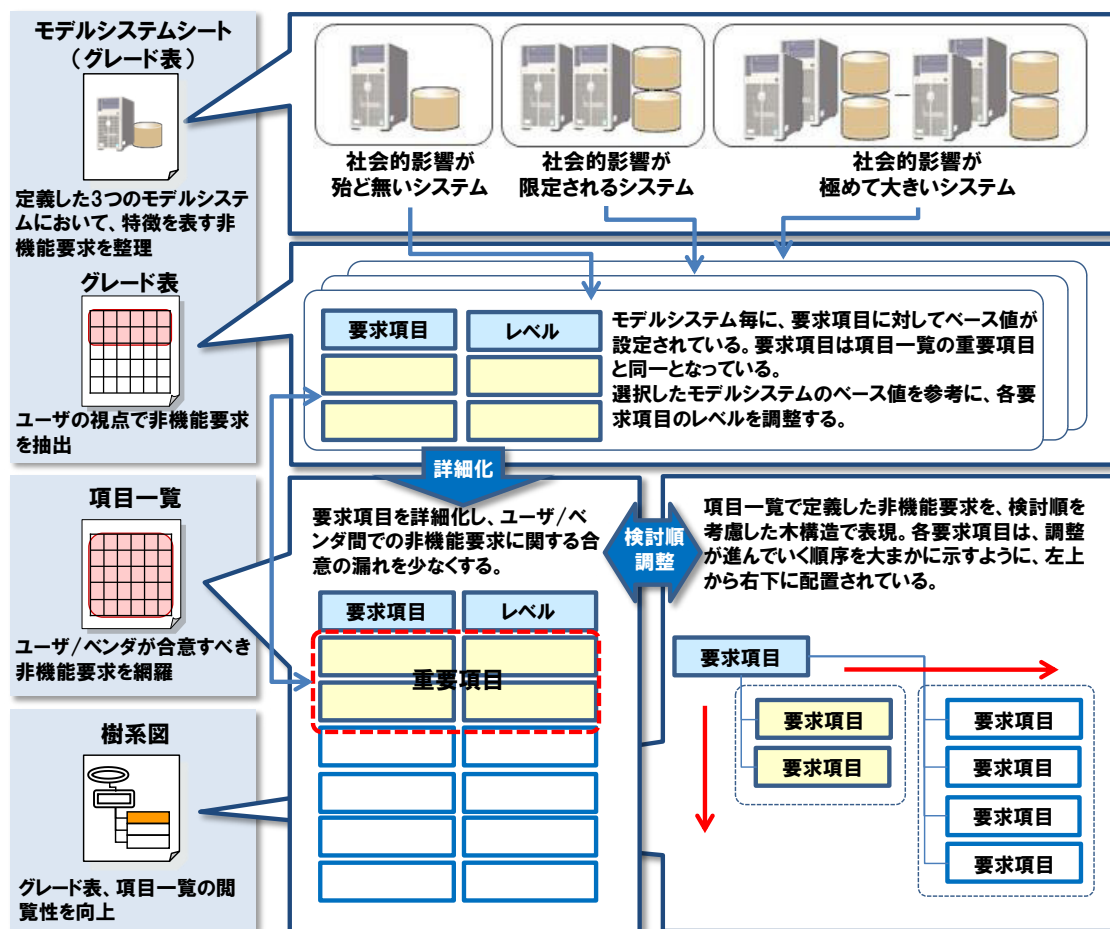 モデルシステムシート
（グレード表）
定義した3つのモデルシステ
ムにおいて、特徴を表す非
機能要求を整理
社会的影響が
殆ど無いシステム
社会的影響が
限定されるシステム
社会的影響が
極めて大きいシステム
グレード表
ユーザの視点で非機能要求
を抽出
要求項目
レベル
モデルシステム毎に、要求項目に対してベース値が
設定されている。要求項目は項目一覧の重要項目
と同一となっている。
選択したモデルシステムのベース値を参考に、各要
求項目のレベルを調整する。
詳細化
項目一覧
ユーザ/ベンダが合意すべき
非機能要求を網羅
要求項目を詳細化し、ユーザ/ベ
ンダ間での非機能要求に関する合
意の漏れを少なくする。
要求項目
レベル
重要項目
検討順
調整
項目一覧で定義した非機能要求を、検討順を
考慮した木構造で表現。各要求項目は、調整
が進んでいく順序を大まかに示すように、左上
から右下に配置されている。
要求項目
要求項目
要求項目
要求項目
要求項目
要求項目
要求項目
樹系図
グレード表、項目一覧の閲
覧性を向上